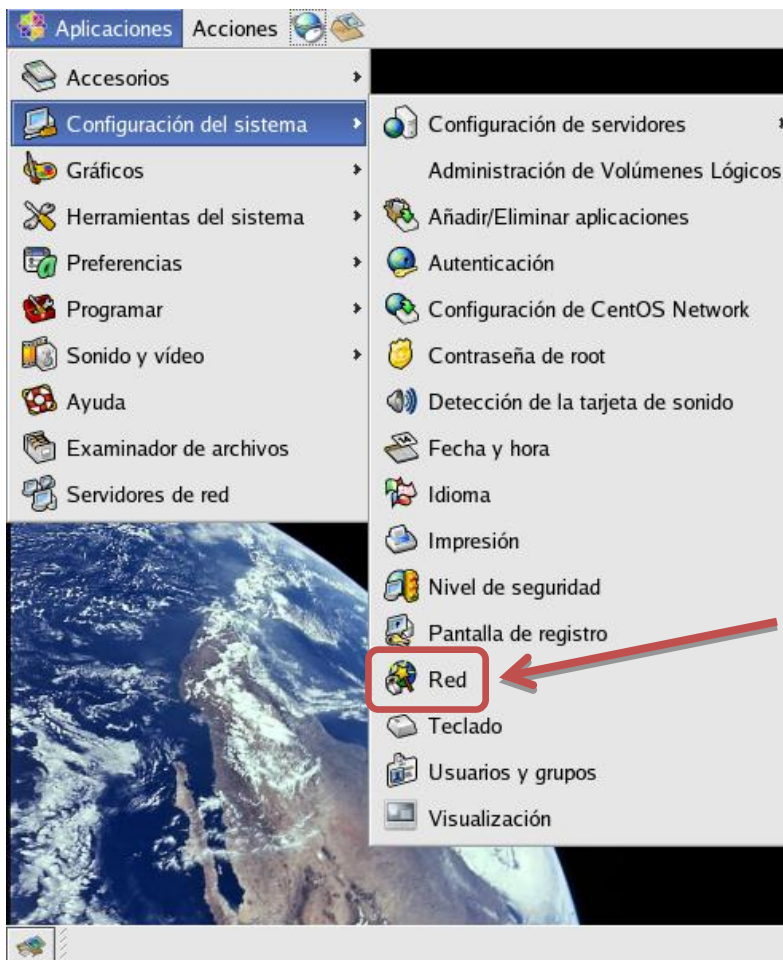 Aplicaciones Acciones
Accesorios
Configuración del sistema
Gráficos
Herramientas del sistema
Preferencias
Programar
Sonido y vídeo
Ayuda
Examinador de archivos
Servidores de red
Configuración de servidores
Administración de Volúmenes Lógicos
Añadir/Eliminar aplicaciones
Autenticación
Configuración de CentOS Network
Contraseña de root
Detección de la tarjeta de sonido
Fecha y hora
Idioma
Impresión
Nivel de seguridad
Pantalla de registro
Red
Teclado
Usuarios y grupos
Visualización